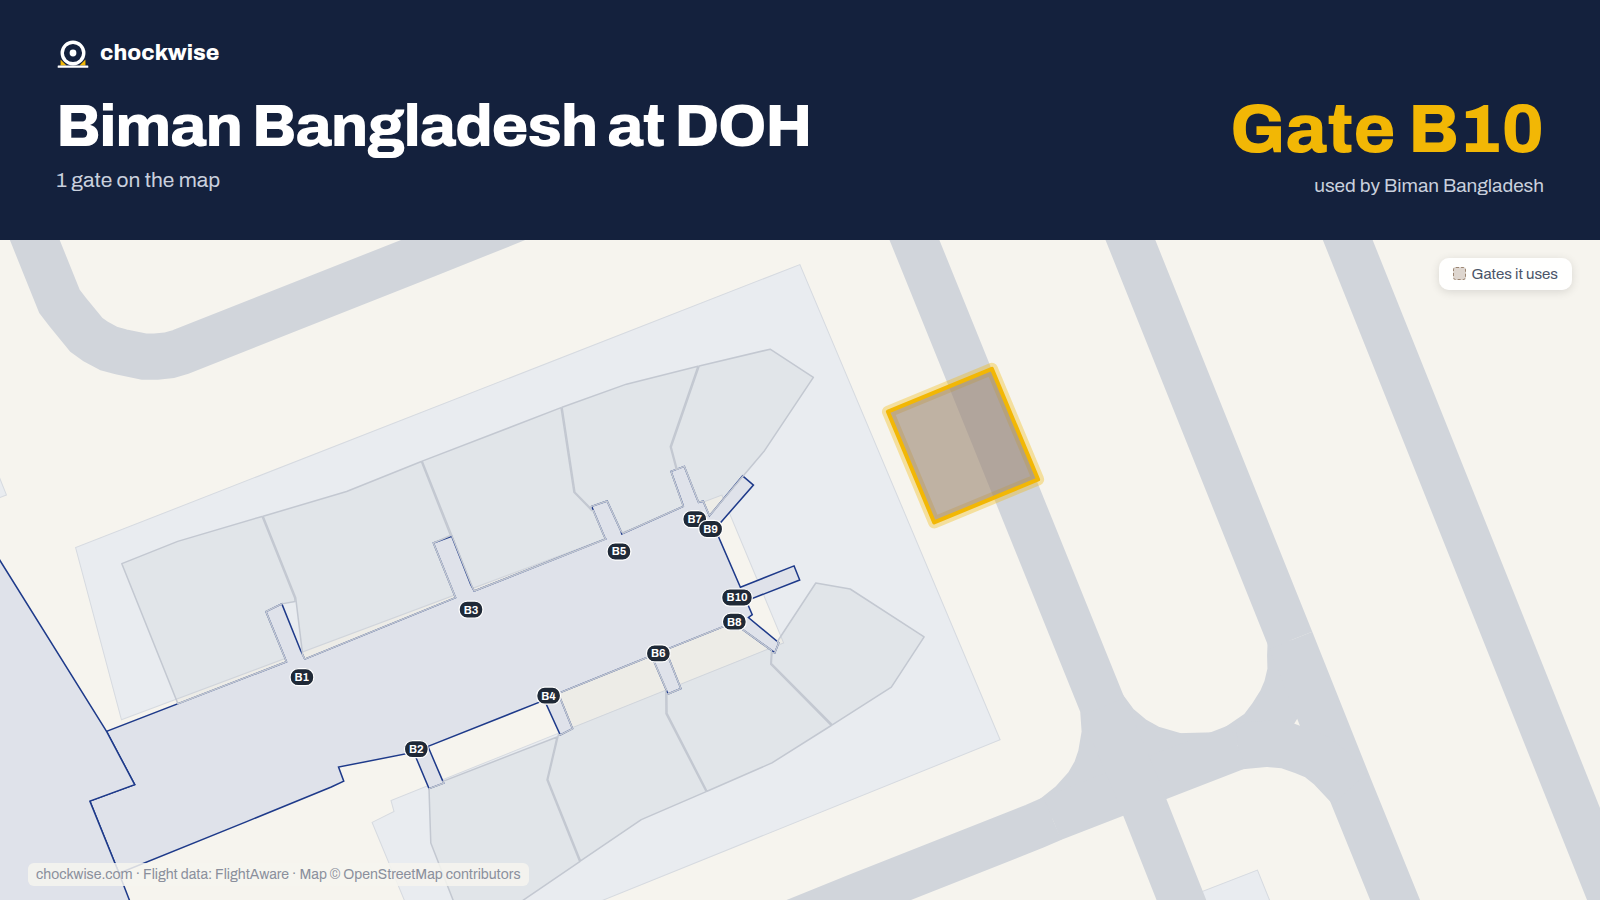 chockwise
Biman Bangladesh at DOH
1 gate on the map
Gate B10
used by Biman Bangladesh
Gates it uses
B7
B9
B5
B10
B3
B8
B6
B1
B4
B2
chockwise.com · Flight data: FlightAware · Map © OpenStreetMap contributors